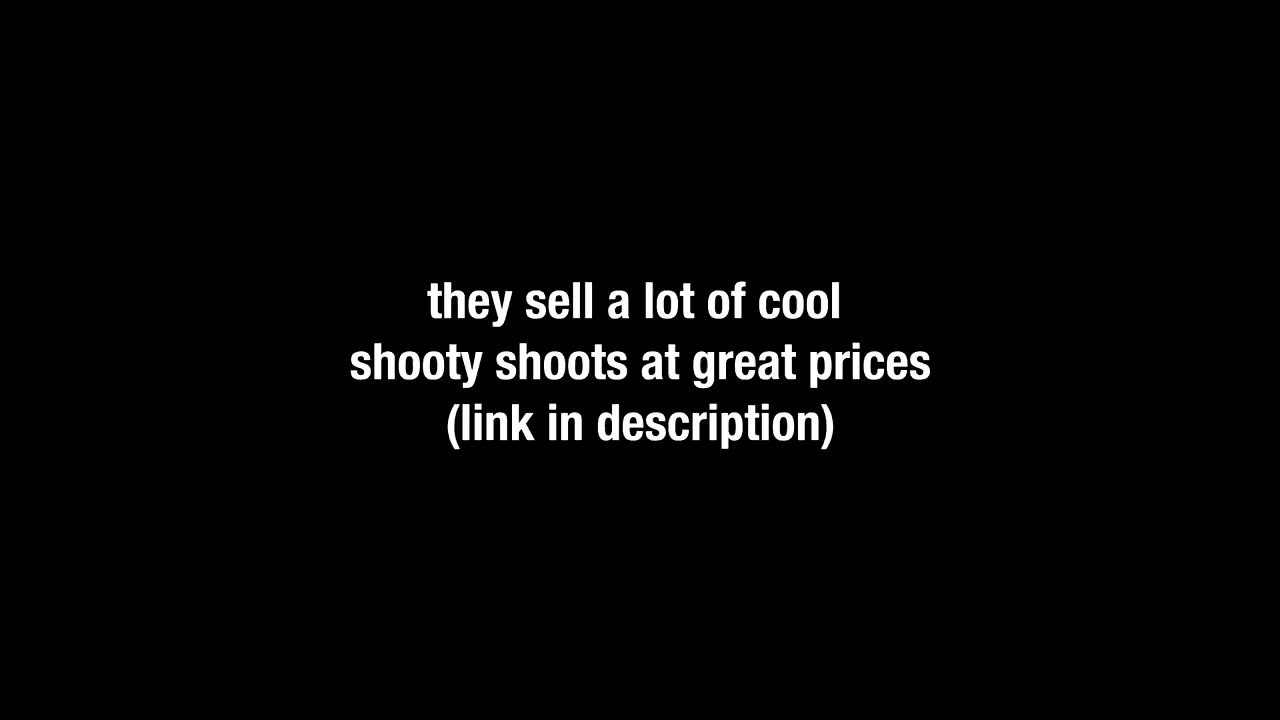 they sell a lot of cool
shooty shoots at great prices
(link in description)